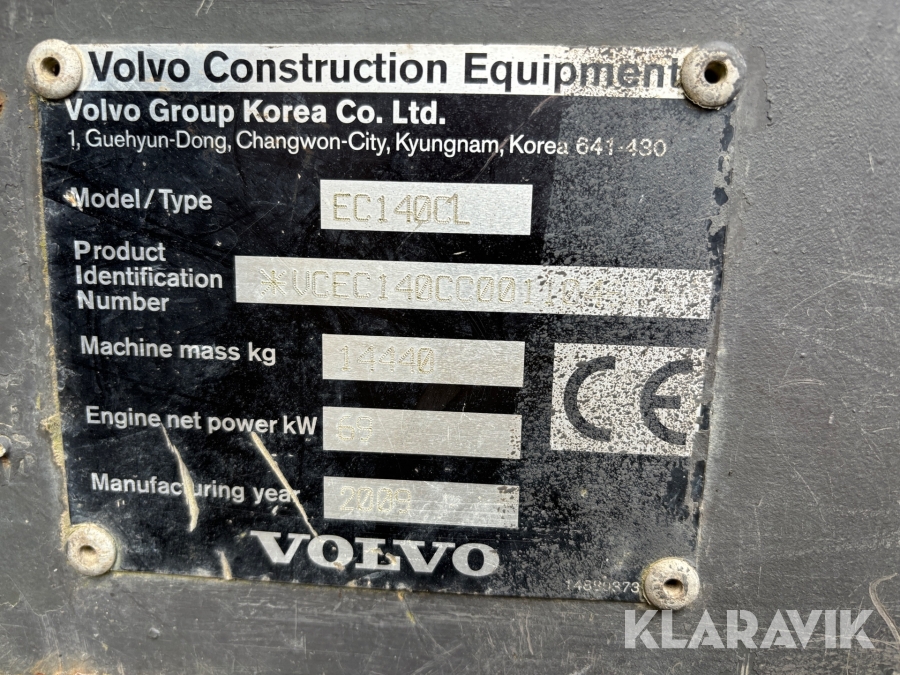 Volvo Construction Equipment
Volvo Group Korea Co. Ltd.
1, Guehyun-Dong, Changwon-City, Kyungnam, Korea 641-430
Model/Type EC140CL
Product
Identification
Number
Machine mass kg 14440
Engine net power kW
CE
Manufacturing year
VOLVO
KLARAVIK